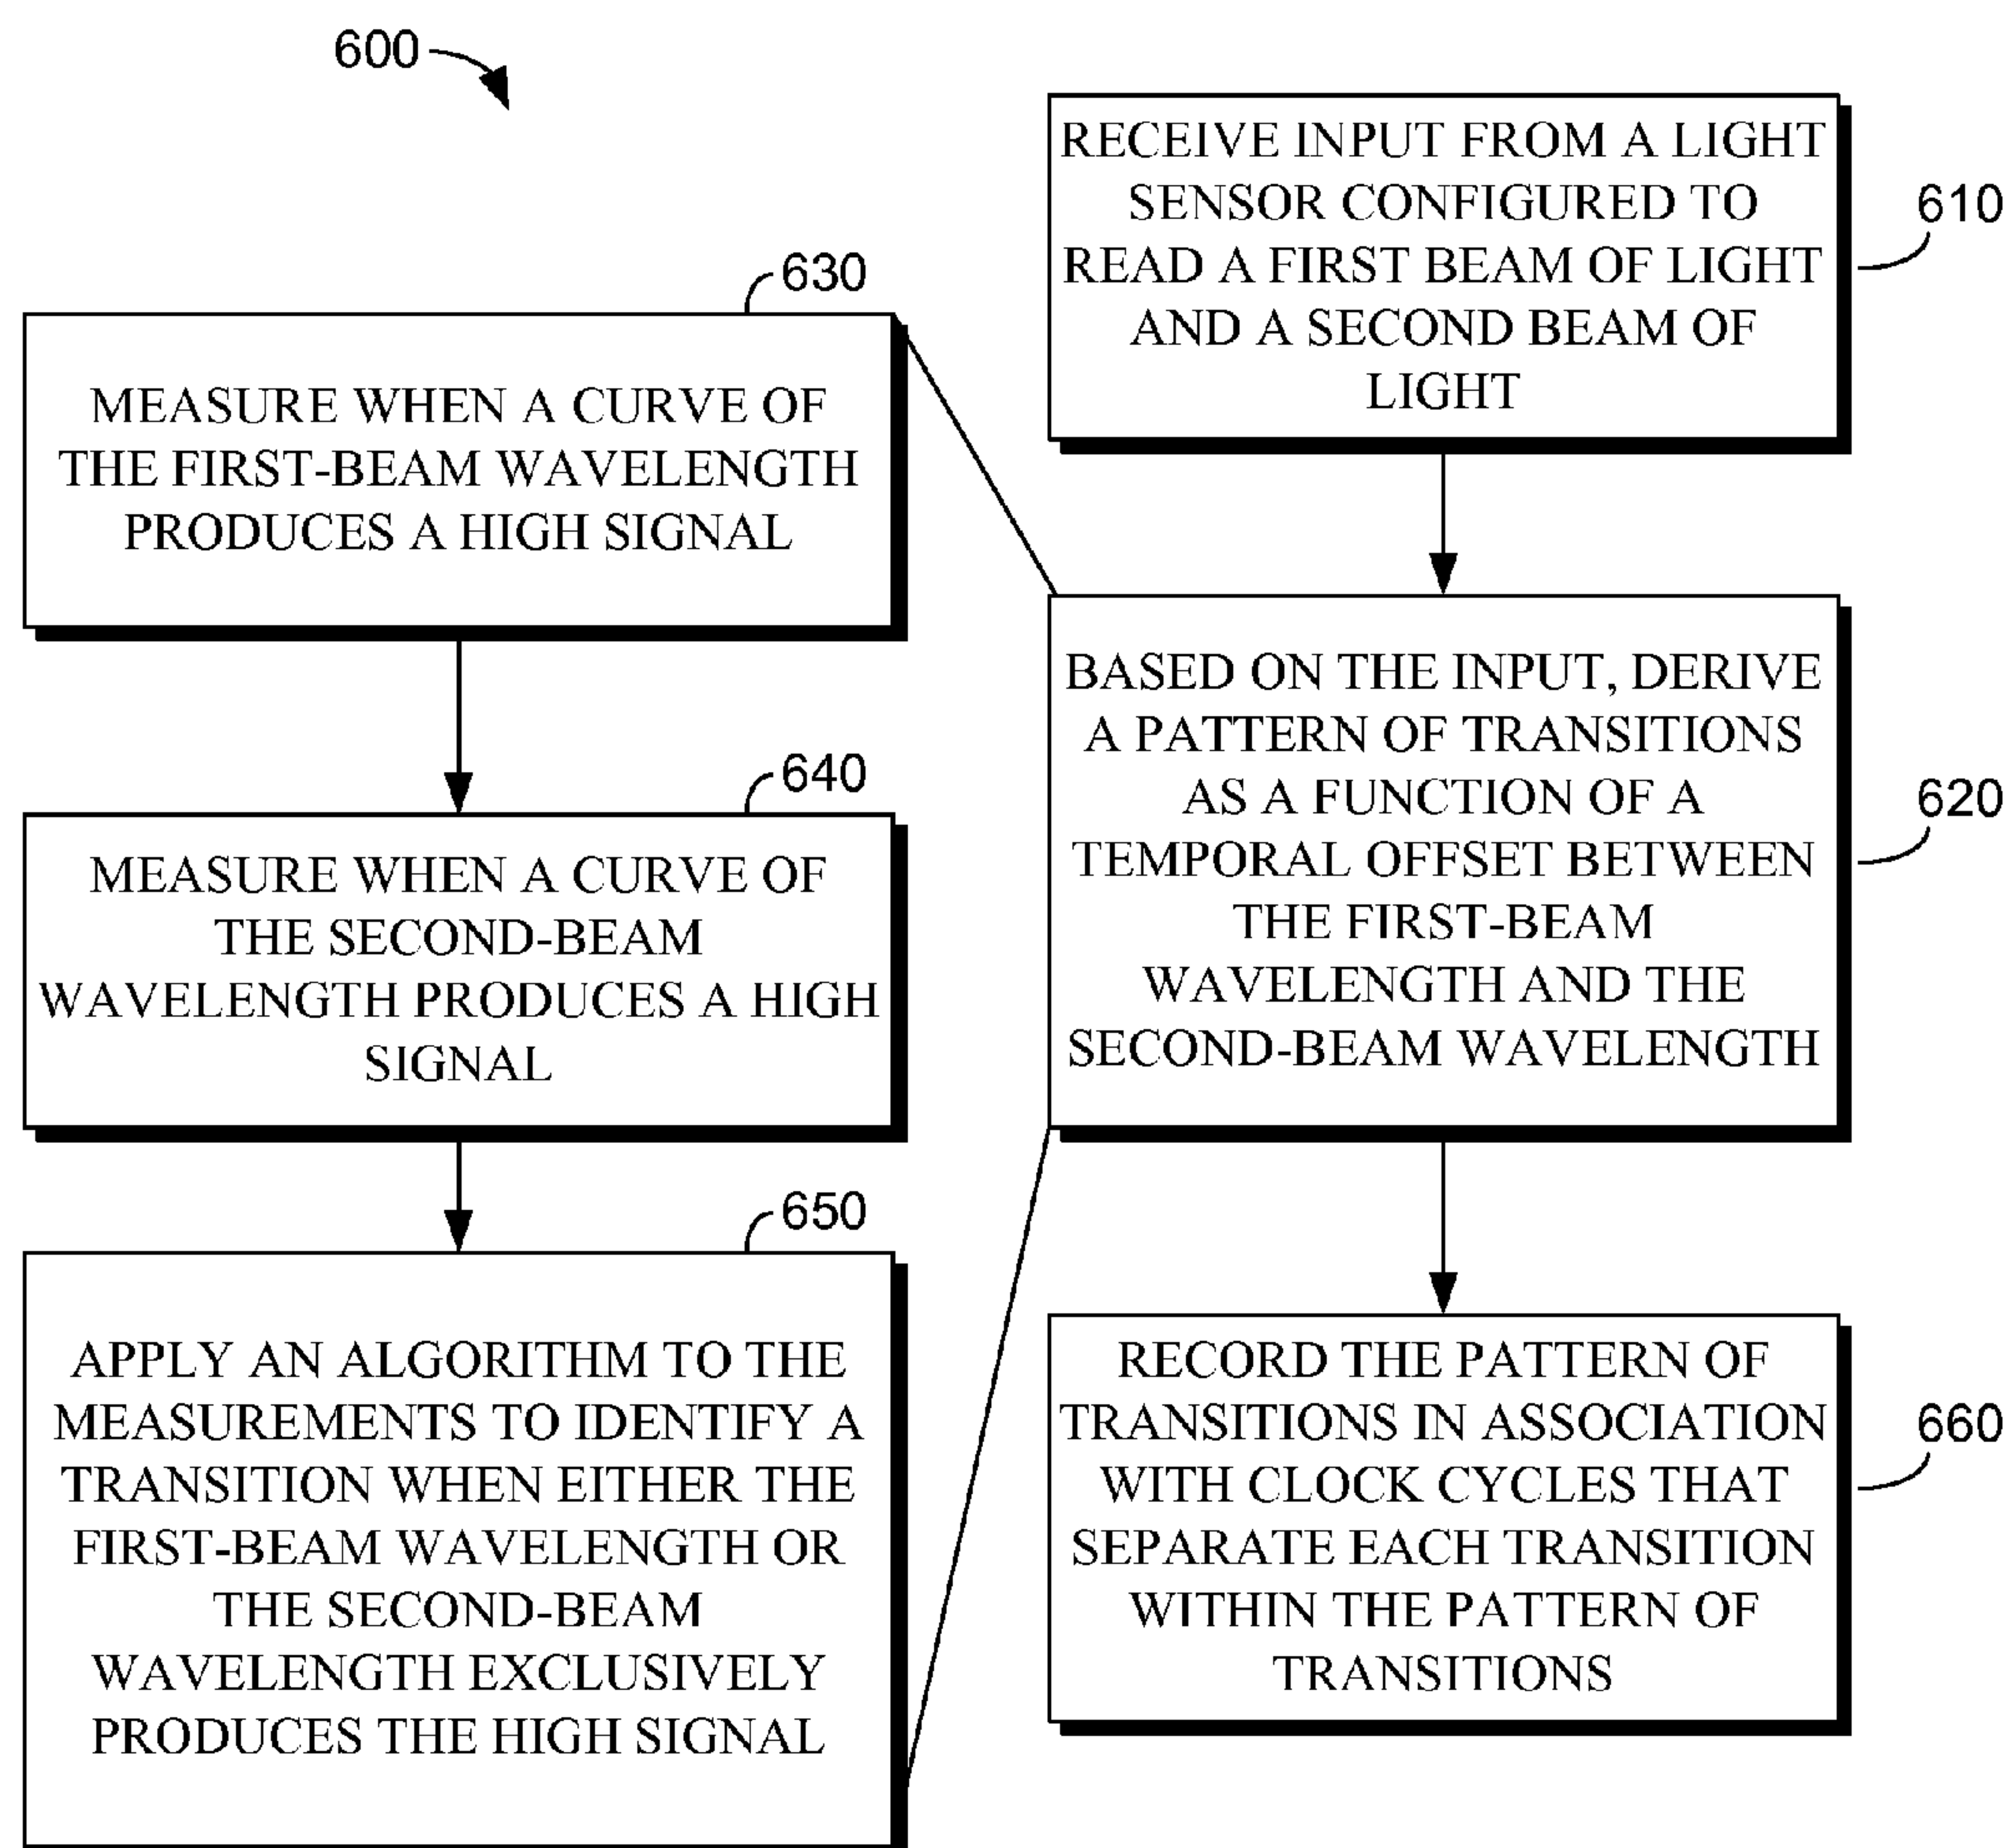 600
RECEIVE INPUT FROM A LIGHT
SENSOR CONFIGURED TO
READ A FIRST BEAM OF LIGHT
AND A SECOND BEAM OF
LIGHT
610
BASED ON THE INPUT, DERIVE
A PATTERN OF TRANSITIONS
AS A FUNCTION OF A
TEMPORAL OFFSET BETWEEN
THE FIRST-BEAM
WAVELENGTH AND THE
SECOND-BEAM WAVELENGTH
620
630
MEASURE WHEN A CURVE OF
THE FIRST-BEAM WAVELENGTH
PRODUCES A HIGH SIGNAL
640
MEASURE WHEN A CURVE OF
THE SECOND-BEAM
WAVELENGTH PRODUCES A HIGH
SIGNAL
650
APPLY AN ALGORITHM TO THE
MEASUREMENTS TO IDENTIFY A
TRANSITION WHEN EITHER THE
FIRST-BEAM WAVELENGTH OR
THE SECOND-BEAM
WAVELENGTH EXCLUSIVELY
PRODUCES THE HIGH SIGNAL
RECORD THE PATTERN OF
TRANSITIONS IN ASSOCIATION
WITH CLOCK CYCLES THAT
SEPARATE EACH TRANSITION
WITHIN THE PATTERN OF
TRANSITIONS
660